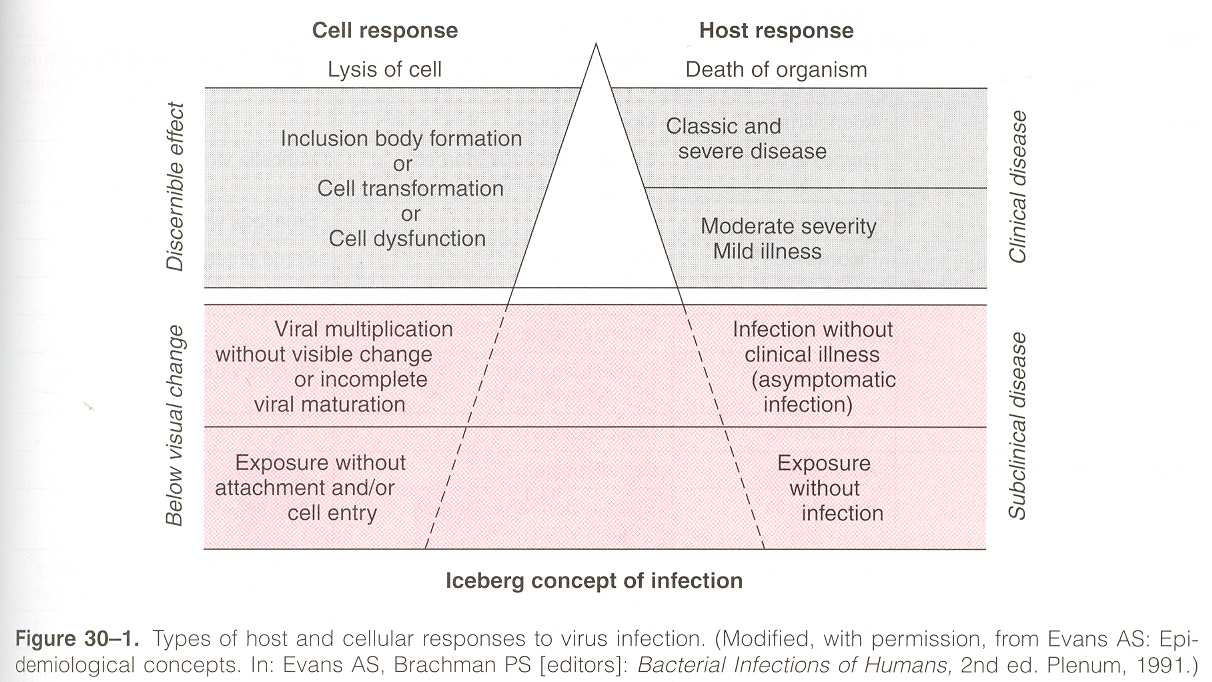 Cell response
Host response
Lysis of cell
Death of organism
Discernible effect
Inclusion body formation
or
Cell transformation
or
Cell dysfunction
Classic and
severe disease
Moderate severity
Mild illness
Clinical disease
Below visual change
Viral multiplication
without visible change
or incomplete
viral maturation
Infection without
clinical illness
(asymptomatic
infection)
Exposure without
attachment and/or
cell entry
Exposure
without
infection
Subclinical disease
Iceberg concept of infection
Figure 30–1. Types of host and cellular responses to virus infection. (Modified, with permission, from Evans AS: Epi-
demiological concepts. In: Evans AS, Brachman PS [editors]: Bacterial Infections of Humans, 2nd ed. Plenum, 1991.)